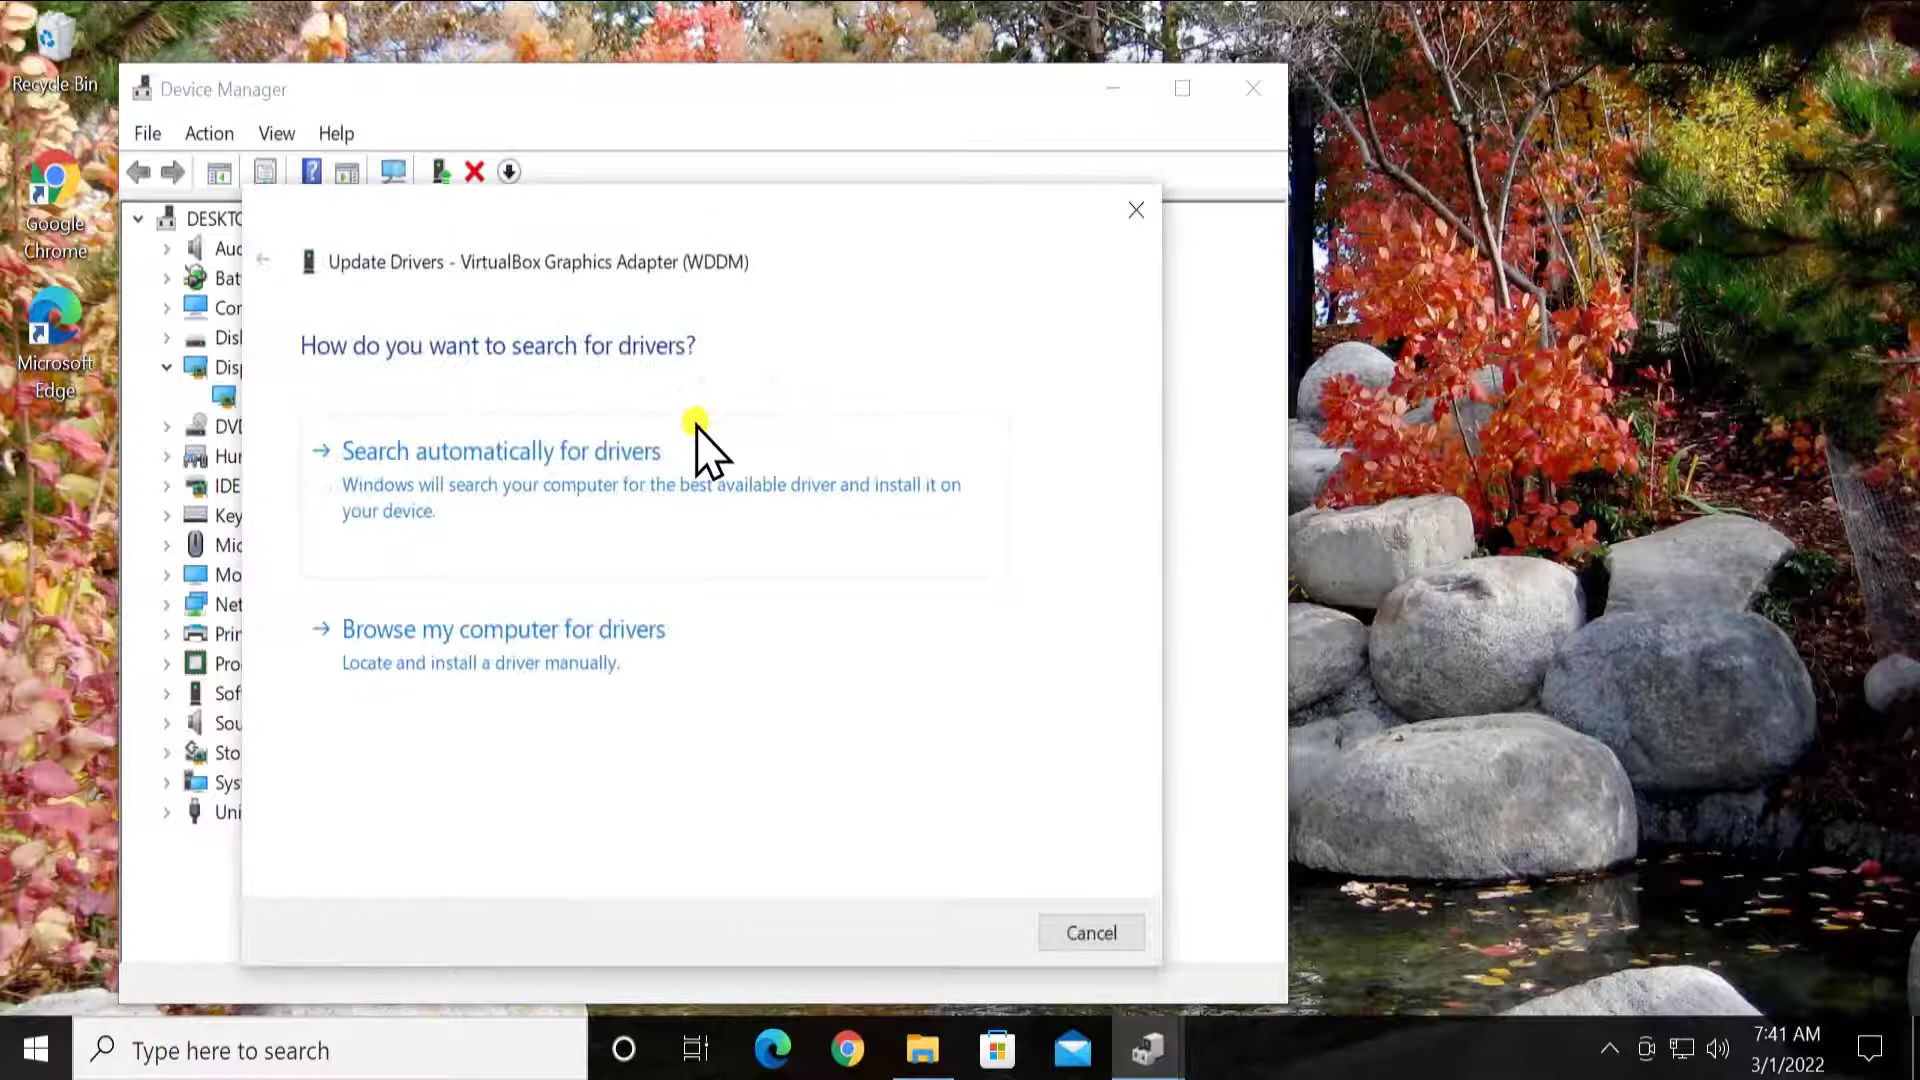 Recycle Bin
Google
Chrome
Microsoft
Edge
Device Manager
File Action View Help
DESKTO
Aud
Bat
Cor
Disl
Disp
DVD
Hur
IDE
Key
Mic
Mo
Net
Prin
Pro
Sof
Sou
Sto
Sys
Uni
Update Drivers - VirtualBox Graphics Adapter (WDDM)
How do you want to search for drivers?
Search automatically for drivers
Windows will search your computer for the best available driver and install it on
your device.
Browse my computer for drivers
Locate and install a driver manually.
Cancel
Type here to search
7:41 AM
3/1/2022